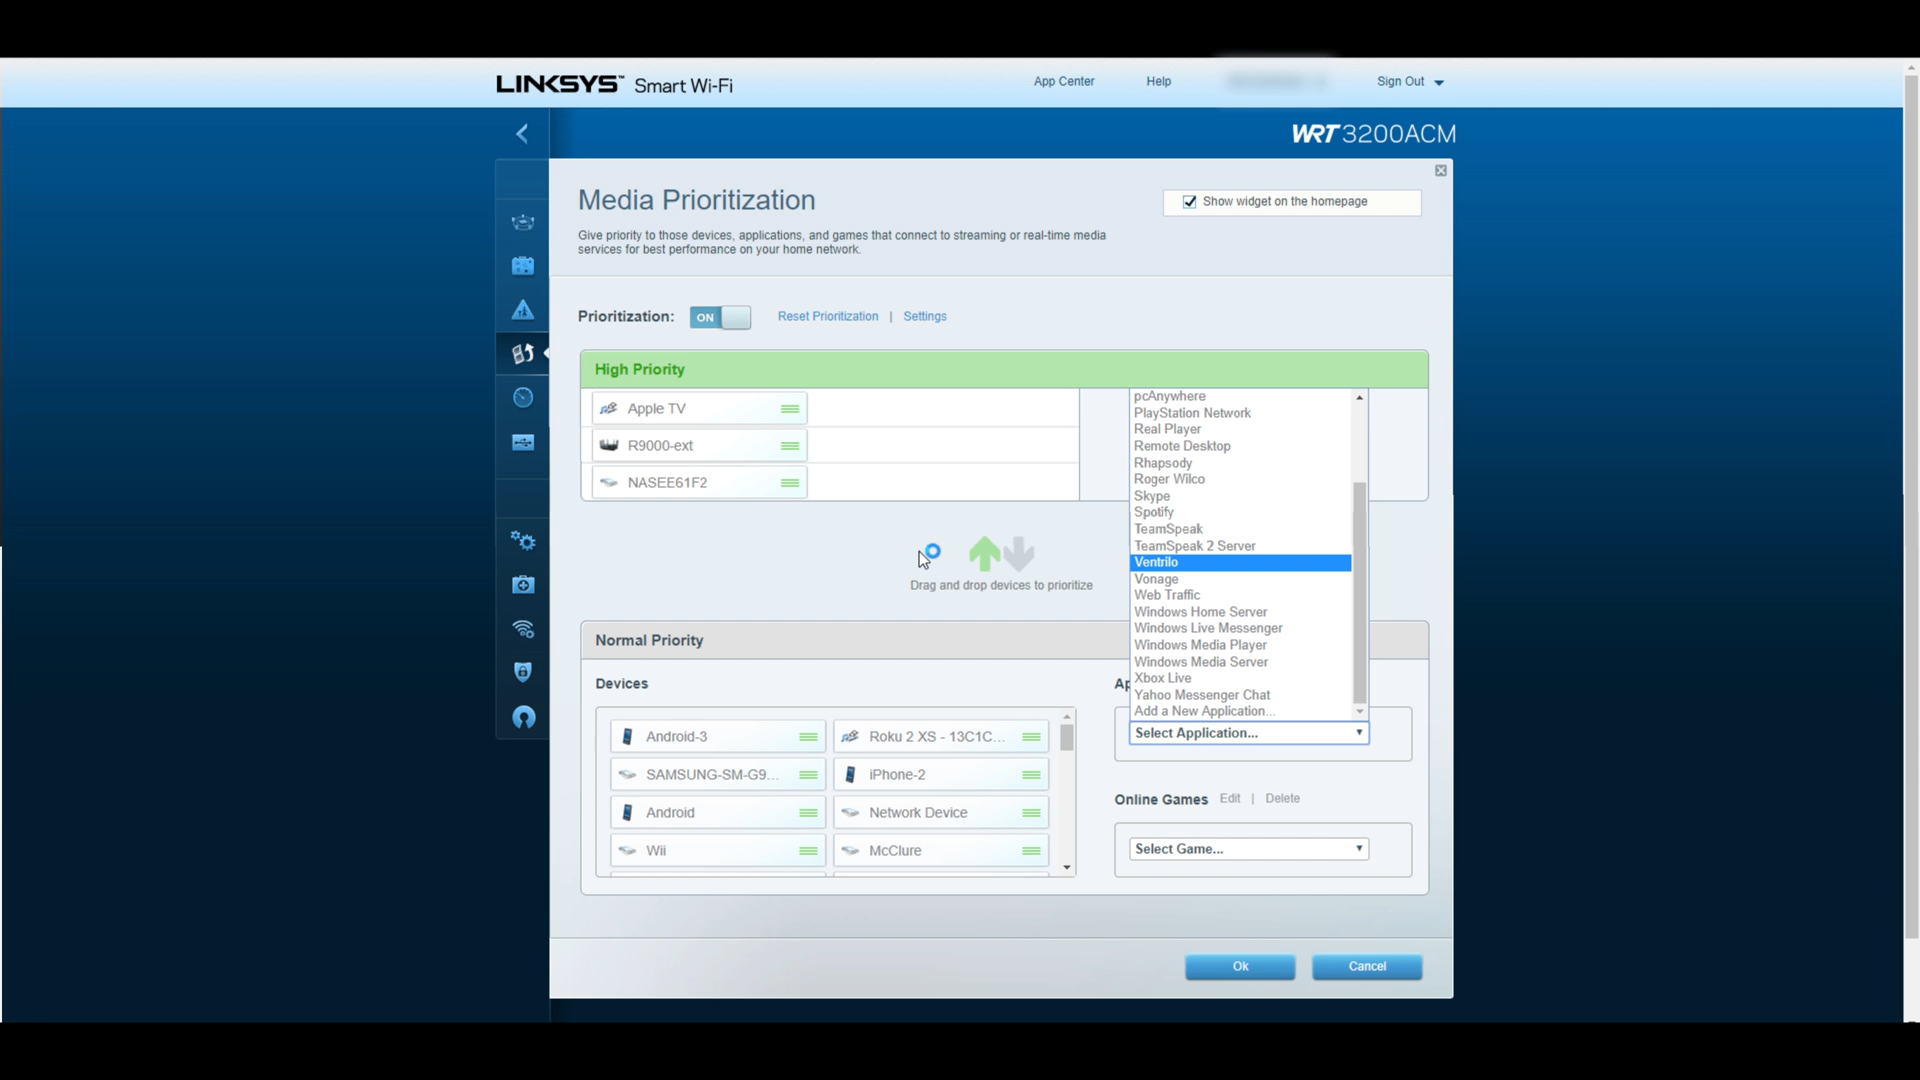 LINKSYS™ Smart Wi-Fi
App Center Help Sign Out
WRT 3200ACM
Media Prioritization
Show widget on the homepage
Give priority to those devices, applications, and games that connect to streaming or real-time media
services for best performance on your home network.
Prioritization: ON Reset Prioritization | Settings
High Priority
Apple TV
R9000-ext
NASEE61F2
pcAnywhere
PlayStation Network
Real Player
Remote Desktop
Rhapsody
Roger Wilco
Skype
Spotify
TeamSpeak
TeamSpeak 2 Server
Ventrilo
Vonage
Web Traffic
Windows Home Server
Windows Live Messenger
Windows Media Player
Windows Media Server
Xbox Live
Yahoo Messenger Chat
Add a New Application...
Select Application...
Drag and drop devices to prioritize
Normal Priority
Devices
Ap
Android-3
Roku 2 XS - 13C1C...
SAMSUNG-SM-G9...
iPhone-2
Android
Network Device
Wii
McClure
Online Games Edit | Delete
Select Game...
Ok Cancel